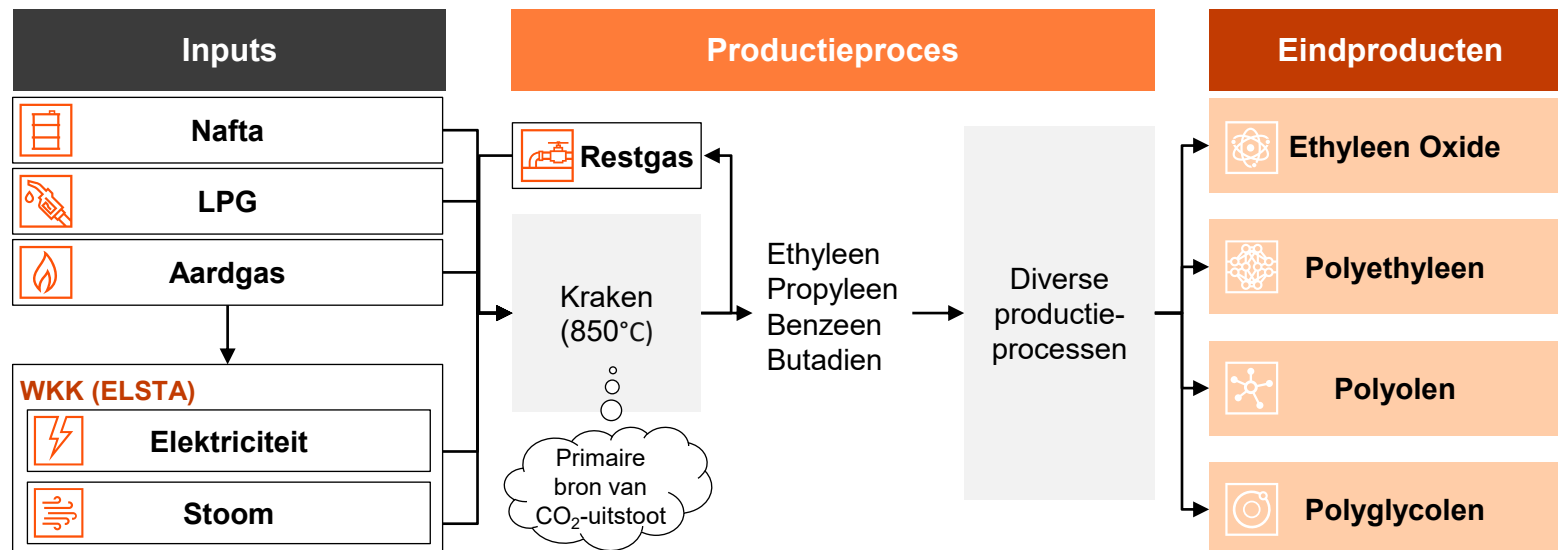 Inputs
Productieproces
Eindproducten
Nafta
LPG
Aardgas
WKK (ELSTA)
Elektriciteit
Stoom
Restgas
Kraken
(850°C)
Primaire
bron van
CO₂-uitstoot
Ethyleen
Propyleen
Benzeen
Butadien
Diverse
productie-
processen
Ethyleen Oxide
Polyethyleen
Polyolen
Polyglycolen